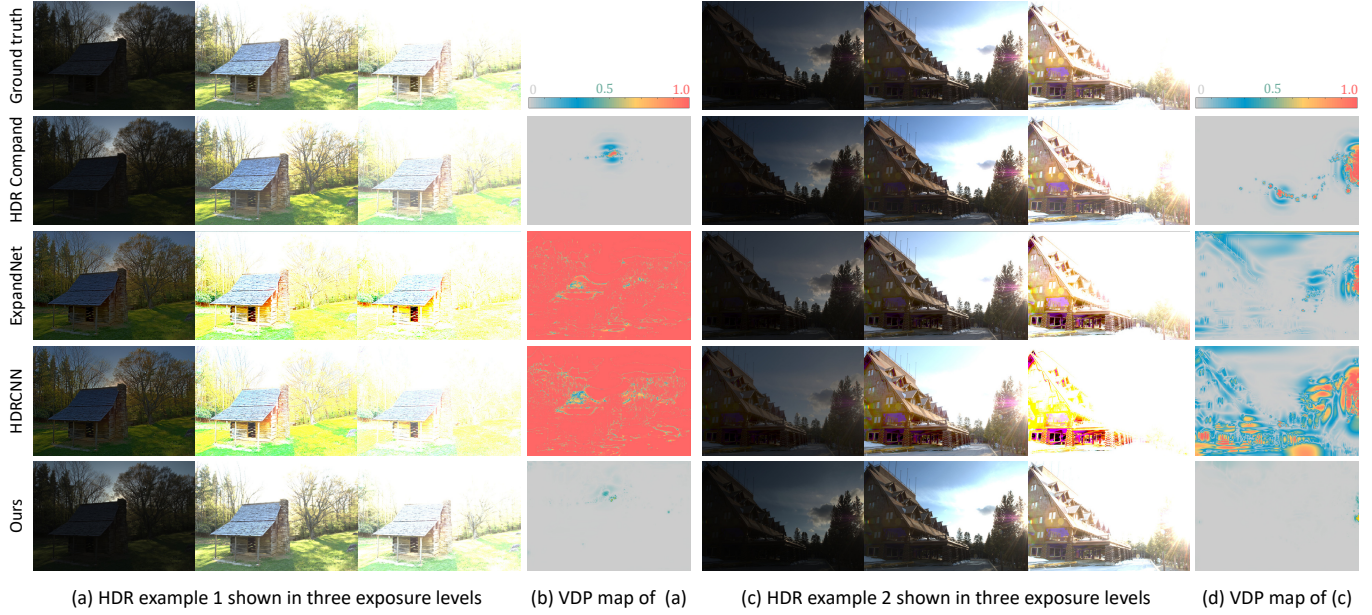 Ground truth
0 0.5 1.0
0 0.5 1.0
HDR Compand
ExpandNet
HDRCNN
Ours
(a) HDR example 1 shown in three exposure levels
(b) VDP map of (a)
(c) HDR example 2 shown in three exposure levels
(d) VDP map of (c)